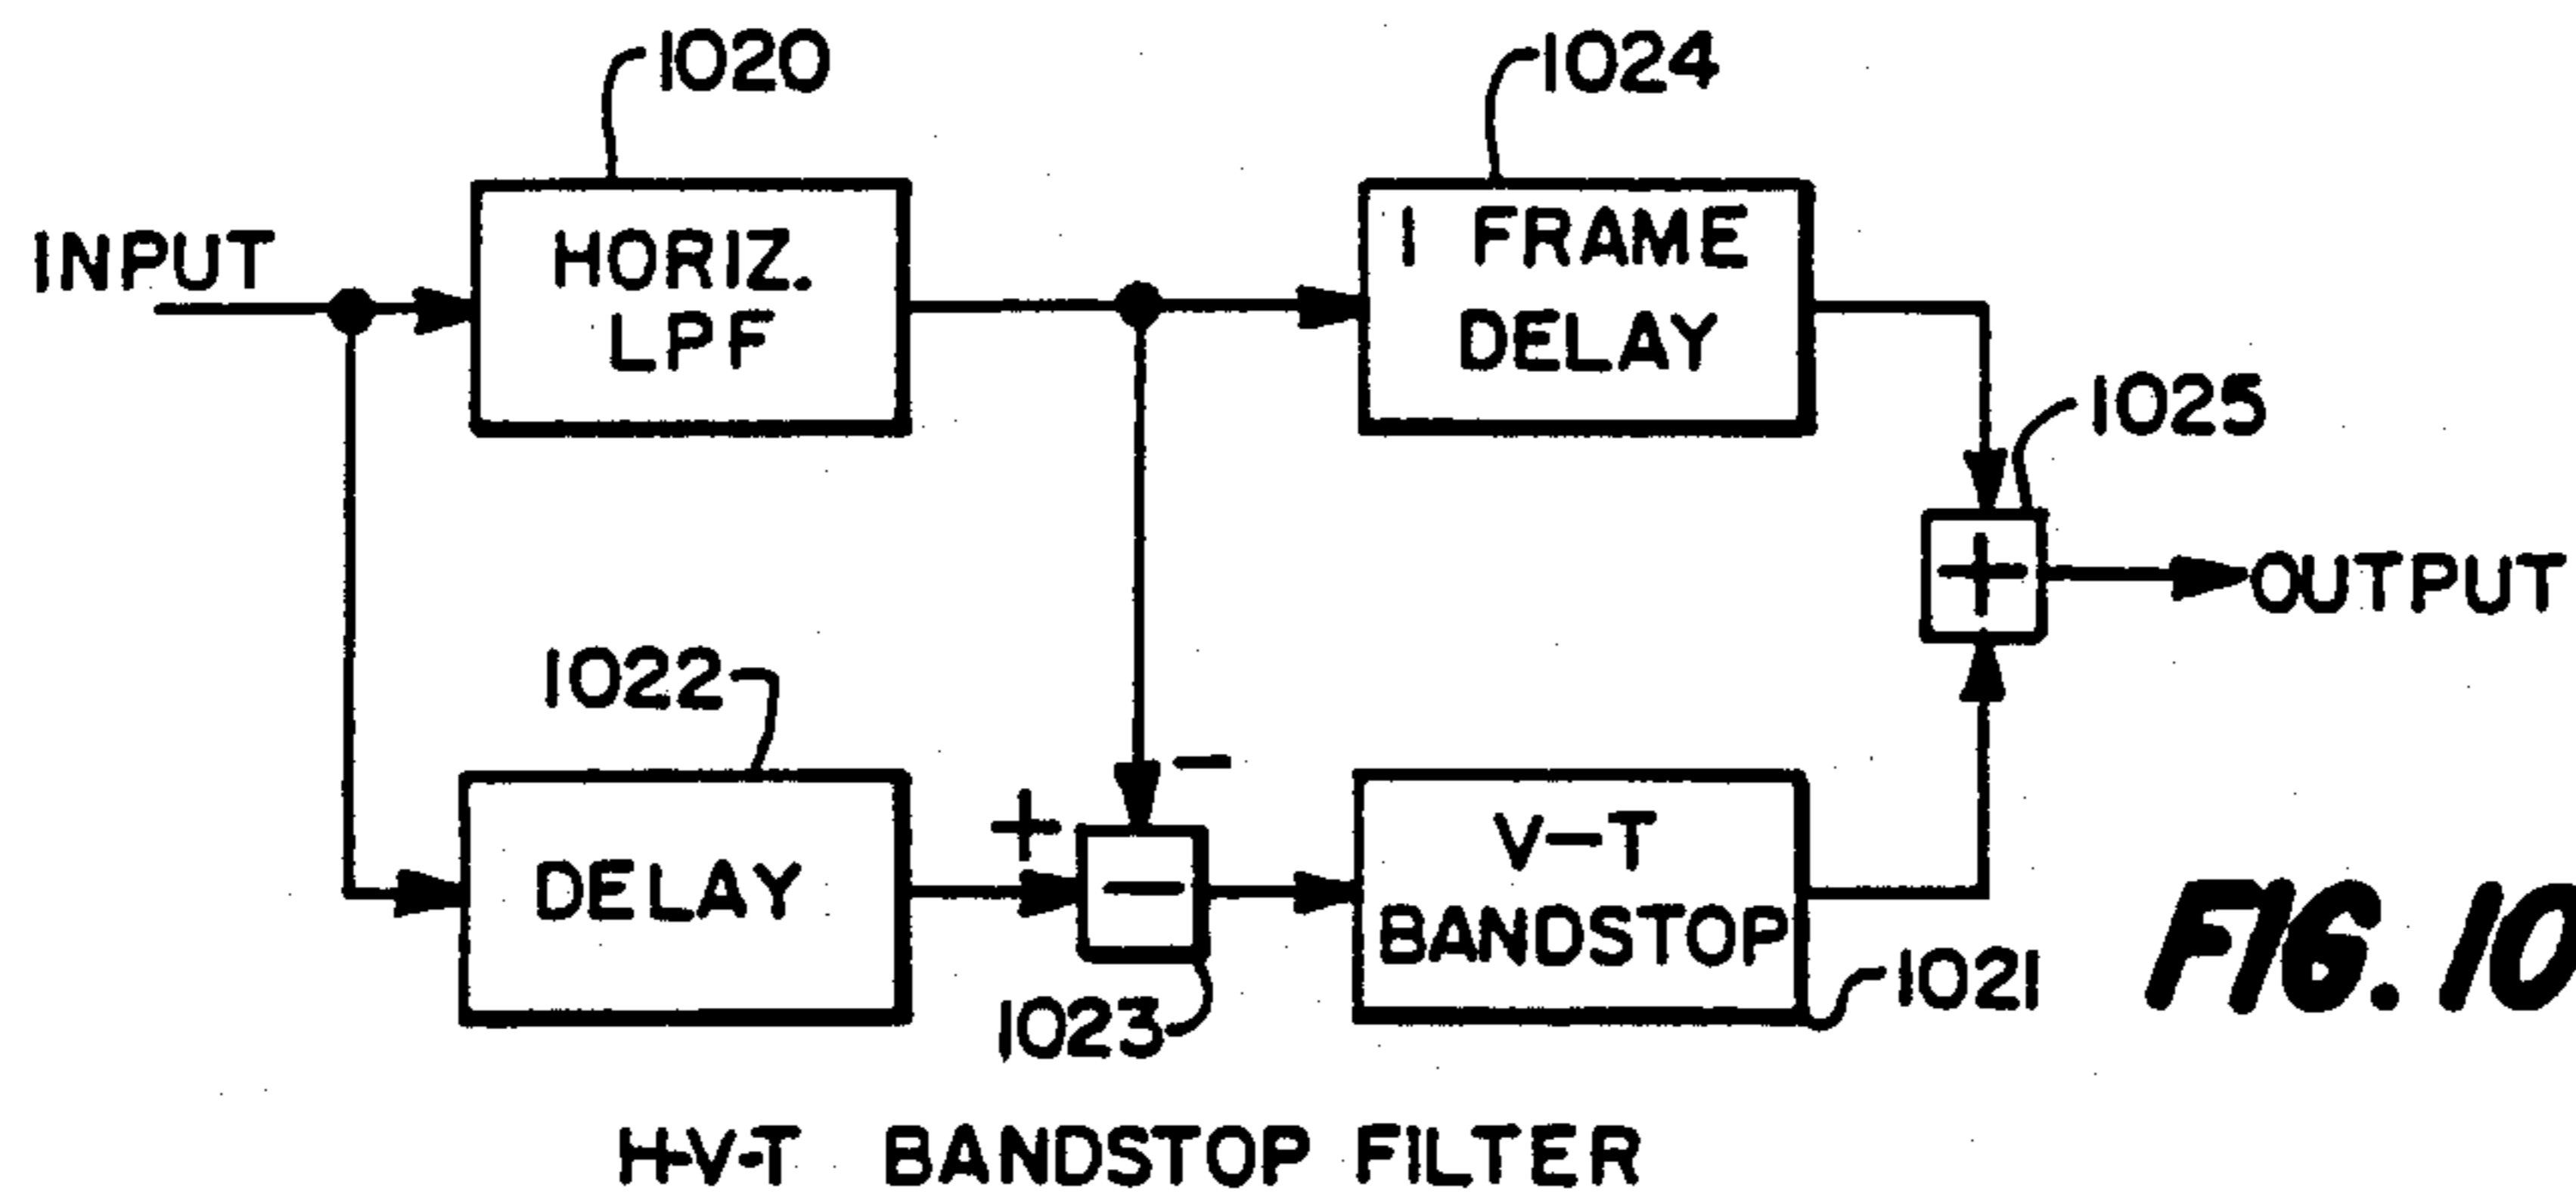 1020
1024
INPUT
HORIZ.
LPF
1 FRAME
DELAY
1025
+
OUTPUT
1022
DELAY
+
-
-
V-T
BANDSTOP
1023
1021
FIG. 10
H-V-T BANDSTOP FILTER